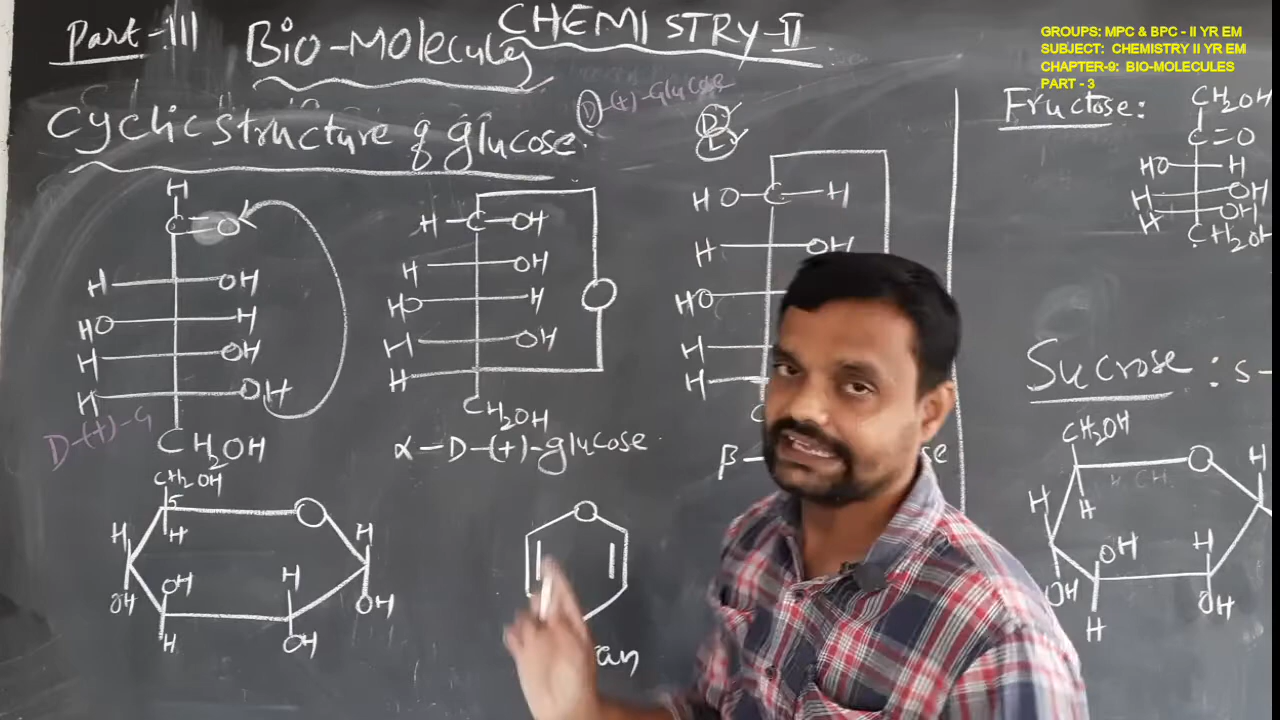 GROUPS: MPC & BPC - II YR EM
SUBJECT: CHEMISTRY II YR EM
CHAPTER-9: BIO-MOLECULES
PART - 3
Part-III Bio-Molecules CHEMISTRY-II
Cyclic structure of glucose. D-(+)-Glucose
D
L
H
C=O
H OH
HO H
H OH
H OH
CH2OH
D-(+)-G
H-C-OH
H OH
HO H
H OH
H
O
CH2OH
α-D-(+)-glucose.
HO-C-H
H OH
HO
H
H
C
β- se
Fructose:
CH2OH
C=O
HO H
H OH
H OH
CH2OH
CH2OH
5
O
H
H
H
OH
OH
H
OH
H
OH
O
an
Sucrose: S-
CH2OH
O
H
H
H
OH
OH
H
OH
H